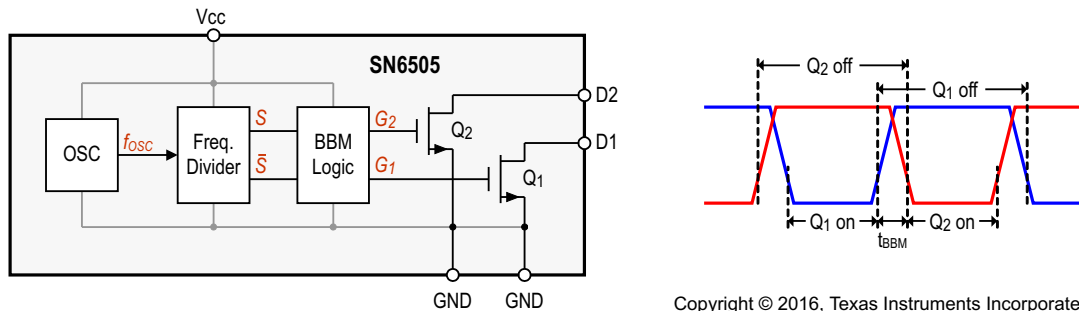 Vcc
SN6505
OSC
fOSC
Freq.
Divider
S
S̄
BBM
Logic
G2
G1
Q2
Q1
D2
D1
GND
GND
Q2 off
Q1 off
Q1 on
tBBM
Q2 on
Copyright © 2016, Texas Instruments Incorporate